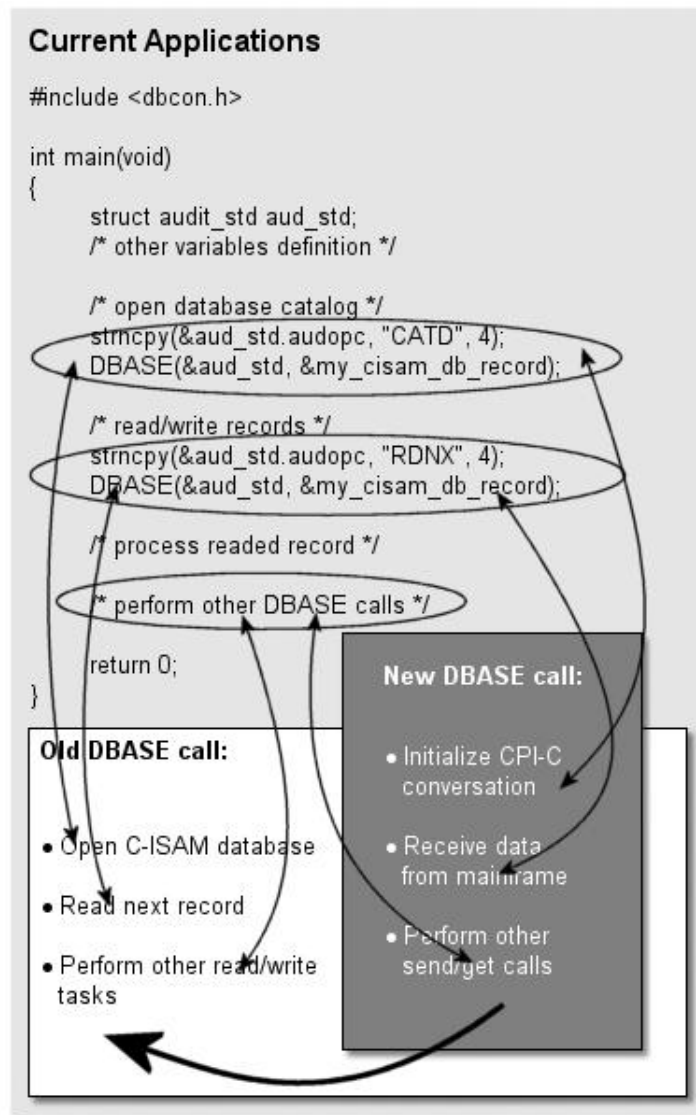 Current Applications
#include <dbcon.h>
int main(void)
{
struct audit_std aud_std;
/* other variables definition */
/* open database catalog */
strncpy(&aud_std.audopc, "CATD", 4);
DBASE(&aud_std, &my_cisam_db_record);
/* read/write records */
strncpy(&aud_std.audopc, "RDNX", 4);
DBASE(&aud_std, &my_cisam_db_record);
/* process readed record */
/* perform other DBASE calls */
return 0;
}
Old DBASE call:
• Open C-ISAM database
• Read next record
• Perform other read/write
tasks
New DBASE call:
• Initialize CPI-C
conversation
• Receive data
from mainframe
• Perform other
send/get calls